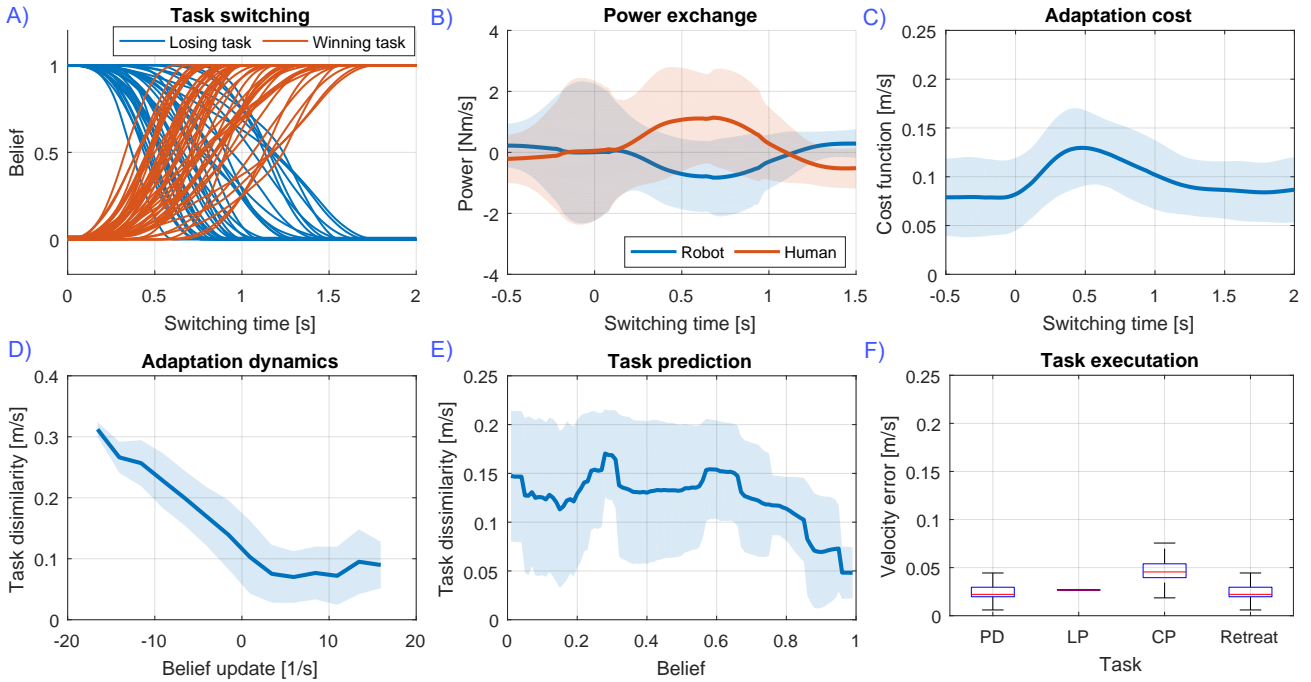 A)
Task switching
Losing task
Winning task
Belief
1
0.5
0
0
0.5
1
1.5
2
Switching time [s]
B)
Power exchange
Power [Nm/s]
4
2
0
-2
-4
Robot
Human
-0.5
0
0.5
1
1.5
Switching time [s]
C)
Adaptation cost
Cost function [m/s]
0.25
0.2
0.15
0.1
0.05
0
-0.5
0
0.5
1
1.5
2
Switching time [s]
D)
Adaptation dynamics
Task disimilarity [m/s]
0.4
0.3
0.2
0.1
0
-20
-10
0
10
20
Belief update [1/s]
E)
Task prediction
Task dissimilarity [m/s]
0.25
0.2
0.15
0.1
0.05
0
0
0.2
0.4
0.6
0.8
1
Belief
F)
Task executation
Velocity error [m/s]
0.25
0.2
0.15
0.1
0.05
0
PD
LP
CP
Retreat
Task